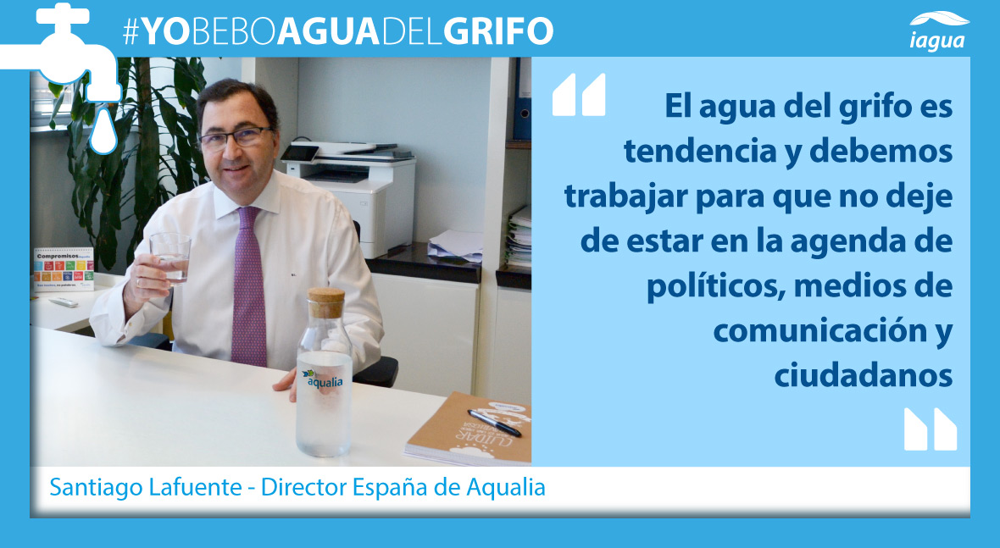 #YOBEBOAGUADELGRIFO
iagua
El agua del grifo es
tendencia y debemos
trabajar para que no deje
de estar en la agenda de
políticos, medios de
comunicación y
ciudadanos
Compromisos
aqualia
CUIDAR
Santiago Lafuente - Director España de Aqualia